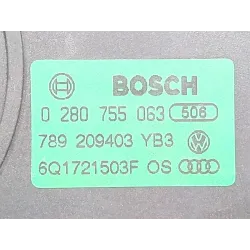 BOSCH
0 280 755 063 506
789 209403 YB3
6Q1721503F OS